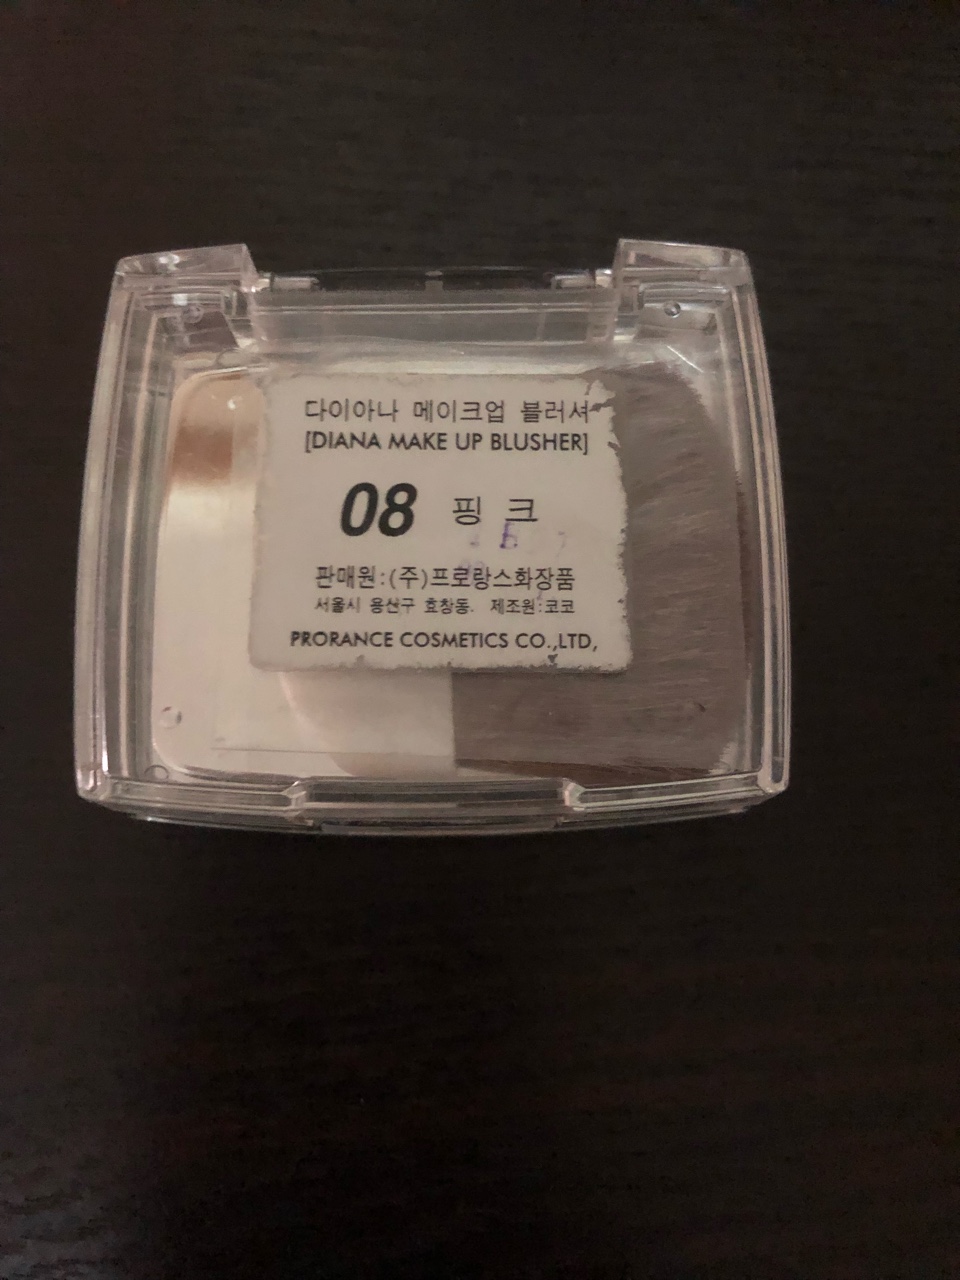 다이아나 메이크업 블러셔
[DIANA MAKE UP BLUSHER]
08 핑 크
판매원:(주)프로랑스화장품
서울시 용산구 효창동. 제조원:코코
PRORANCE COSMETICS CO.,LTD,